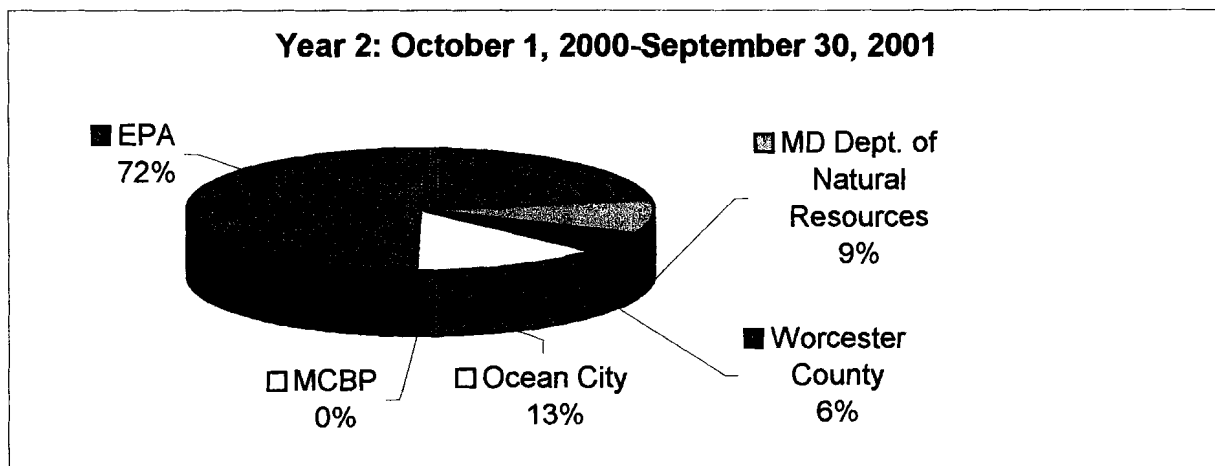 Year 2: October 1, 2000-September 30, 2001
EPA
72%
MD Dept. of
Natural
Resources
9%
Worcester
County
6%
Ocean City
13%
MCBP
0%